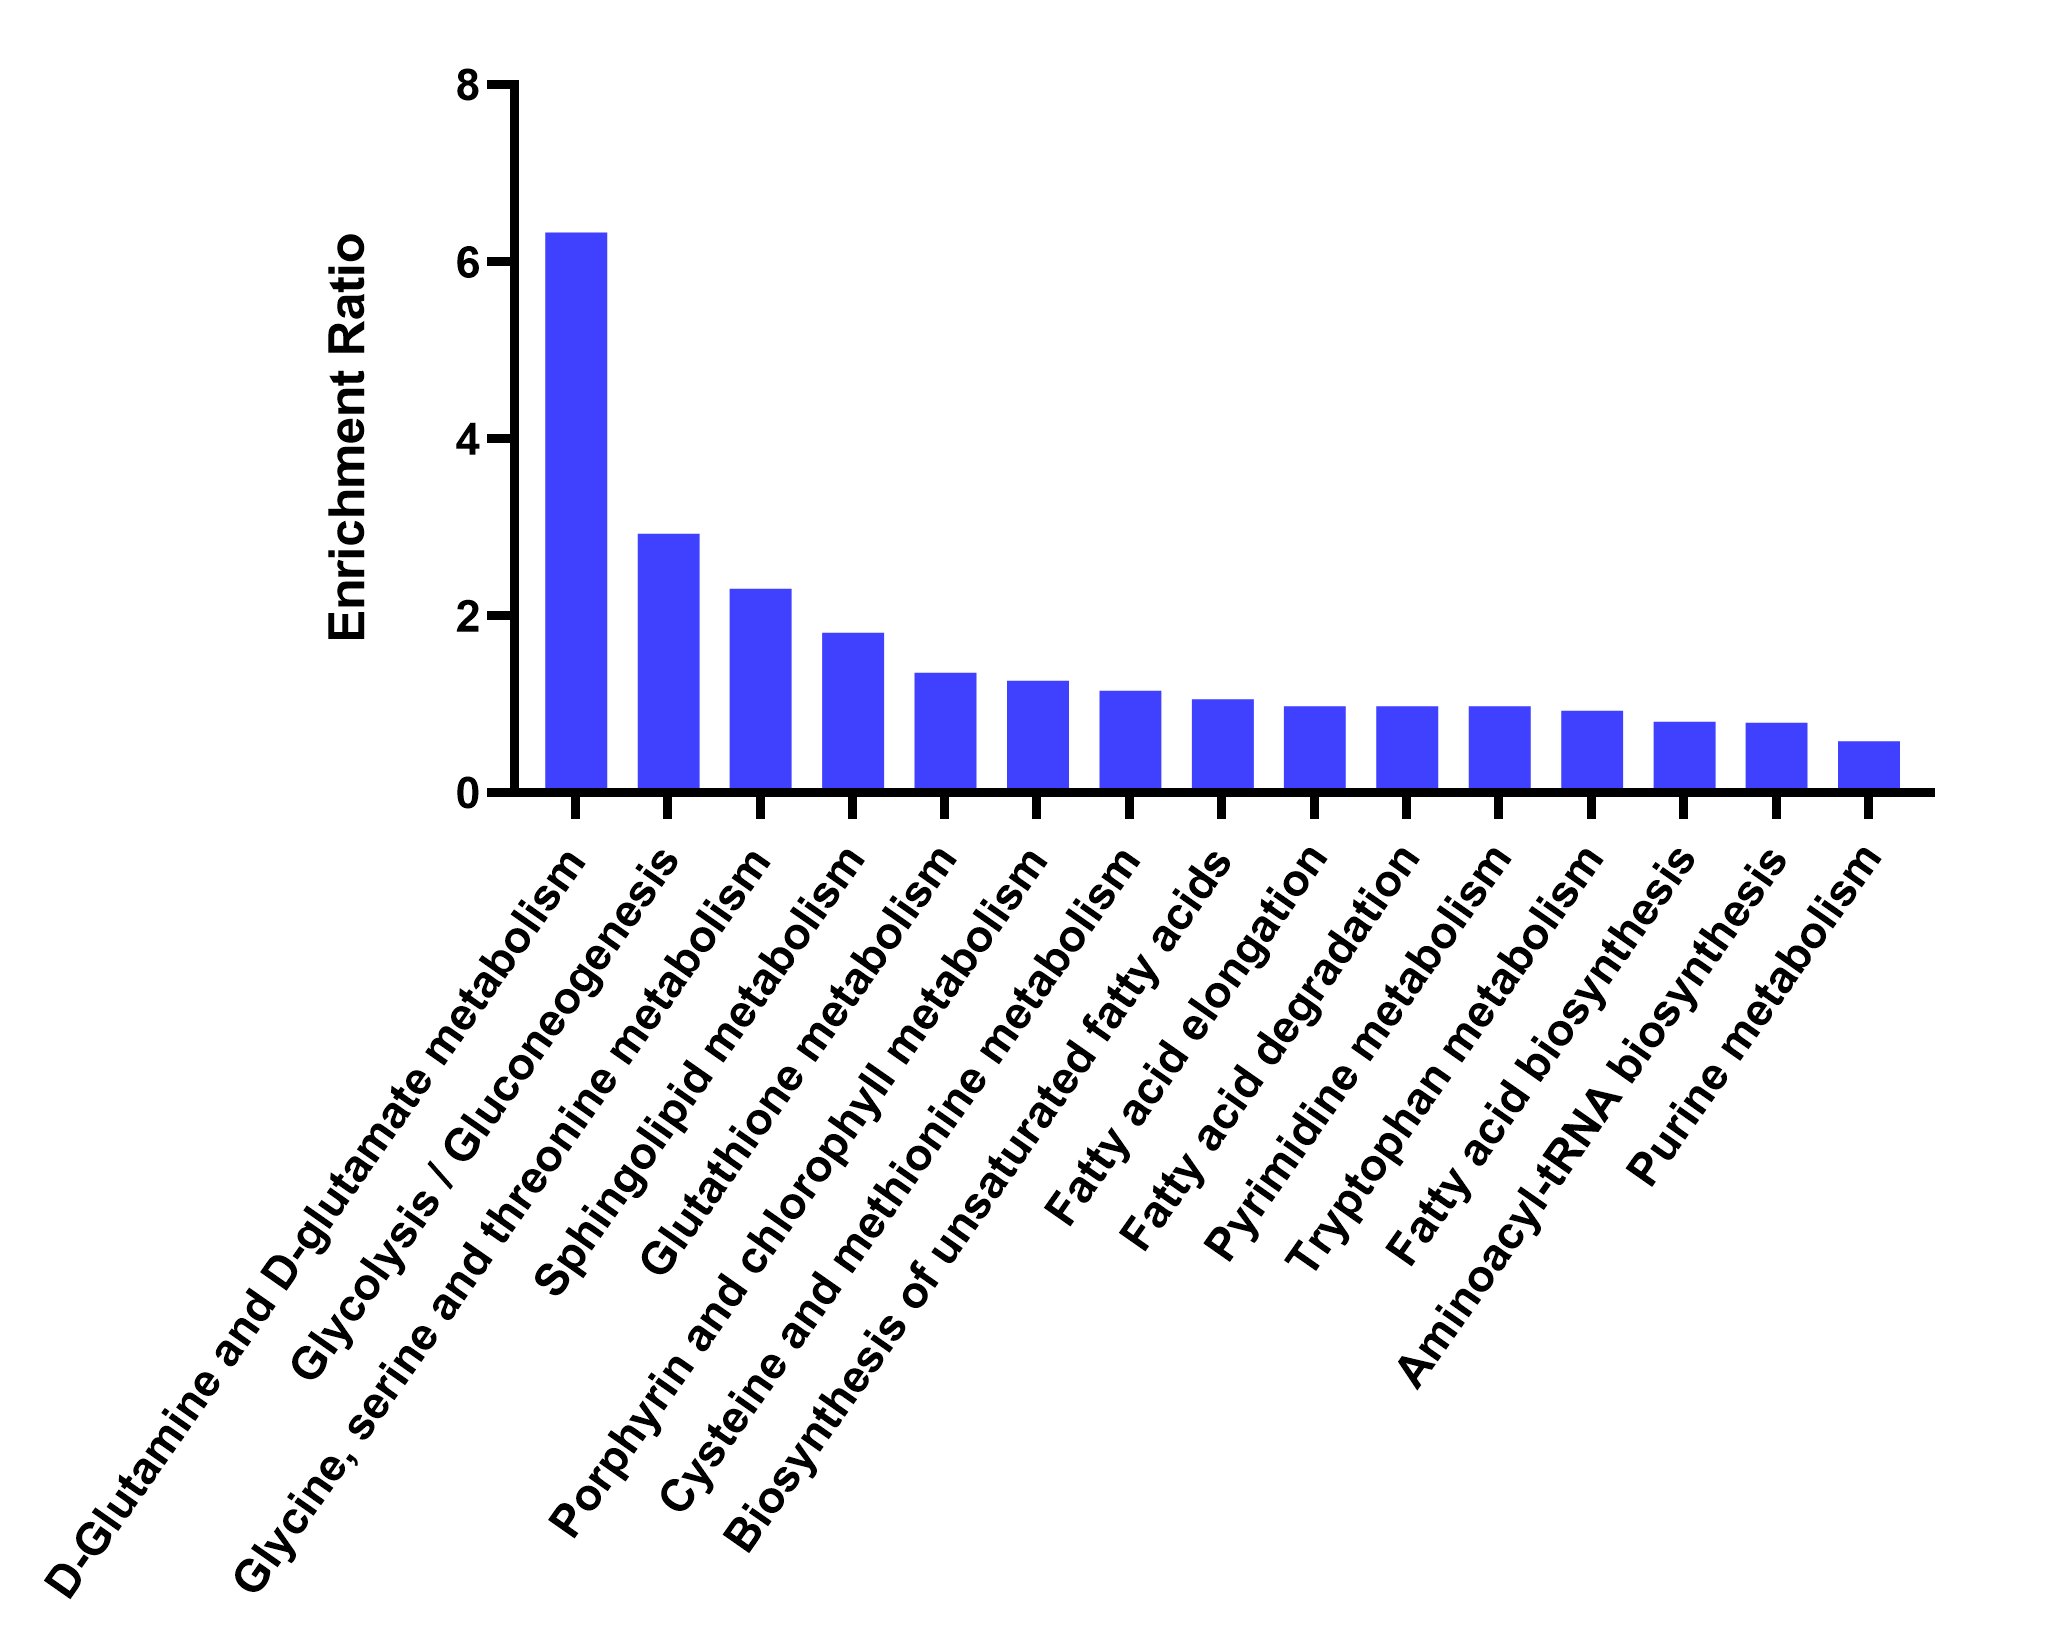 Enrichment Ratio
8
6
4
2
0
D-Glutamine and D-glutamate metabolism
Glycolysis / Gluconeogenesis
Glycine, serine and threonine metabolism
Sphingolipid metabolism
Glutathione metabolism
Porphyrin and chlorophyll metabolism
Cysteine and methionine metabolism
Biosynthesis of unsaturated fatty acids
Fatty acid elongation
Fatty acid degradation
Pyrimidine metabolism
Tryptophan metabolism
Fatty acid biosynthesis
Aminoacyl-tRNA biosynthesis
Purine metabolism